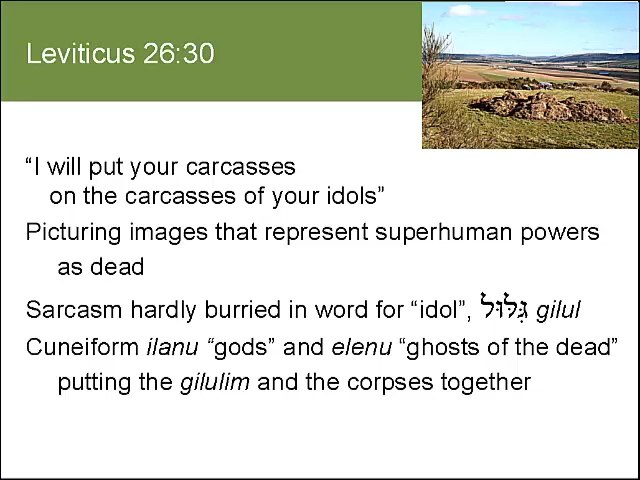 Leviticus 26:30
“I will put your carcasses
on the carcasses of your idols”
Picturing images that represent superhuman powers
as dead
Sarcasm hardly burried in word for “idol”, גִּלּוּל gilul
Cuneiform ilanu “gods” and elenu “ghosts of the dead”
putting the gilulim and the corpses together